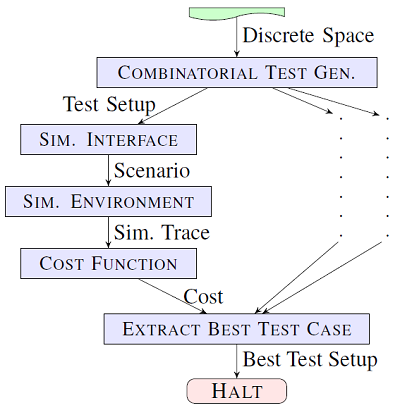 Discrete Space
COMBINATORIAL TEST GEN.
Test Setup
SIM. INTERFACE
Scenario
SIM. ENVIRONMENT
Sim. Trace
COST FUNCTION
Cost
EXTRACT BEST TEST CASE
Best Test Setup
HALT